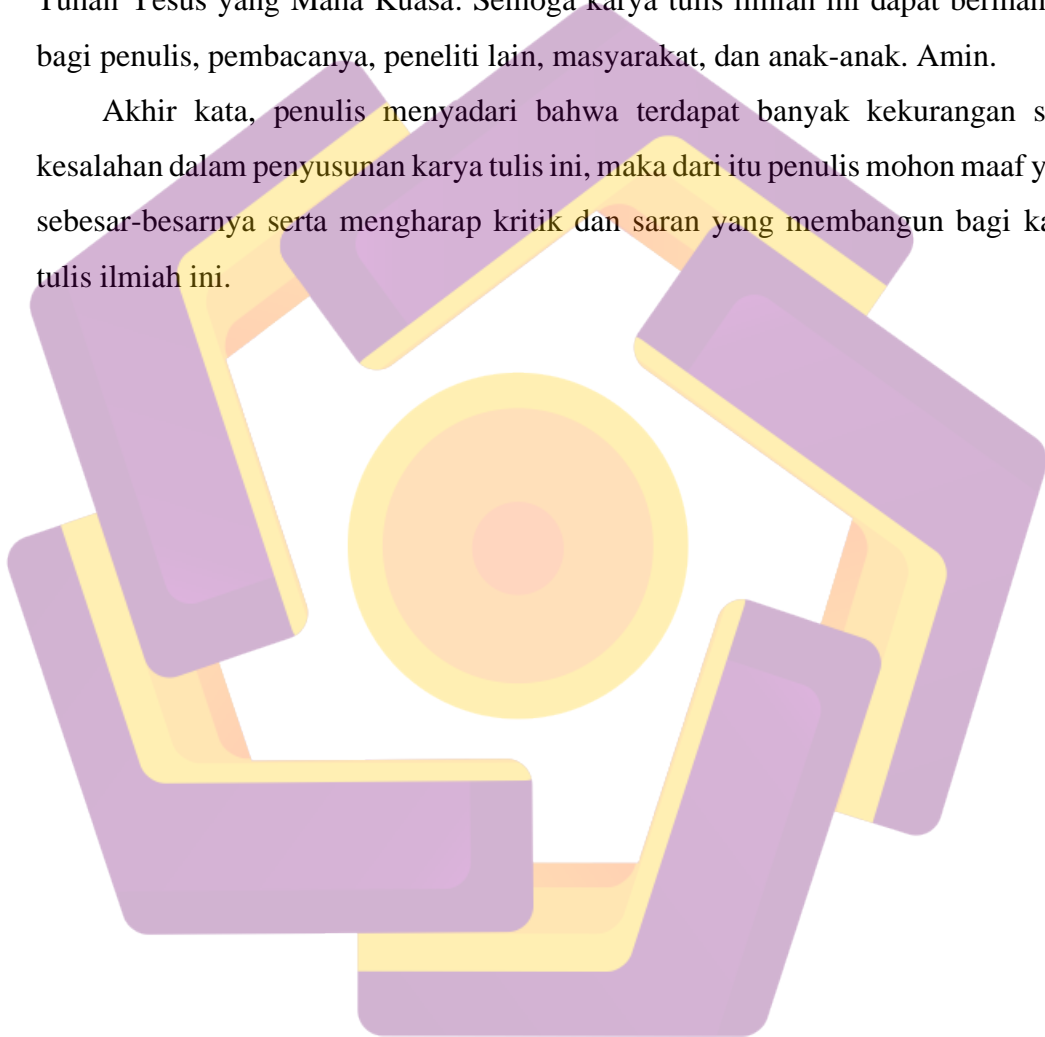 Tuhan Yesus yang Maha Kuasa. Semoga karya tulis ilmiah ini dapat
bagi penulis, pembacanya, peneliti lain, masyarakat, dan anak-anak. Amin.
Akhir kata, penulis menyadari bahwa terdapat banyak kekurangan s
kesalahan dalam penyusunan karya tulis ini, maka dari itu penulis mohon maaf y
sebesar-besarnya serta mengharap kritik dan saran yang membangun bagi ka
tulis ilmiah ini.